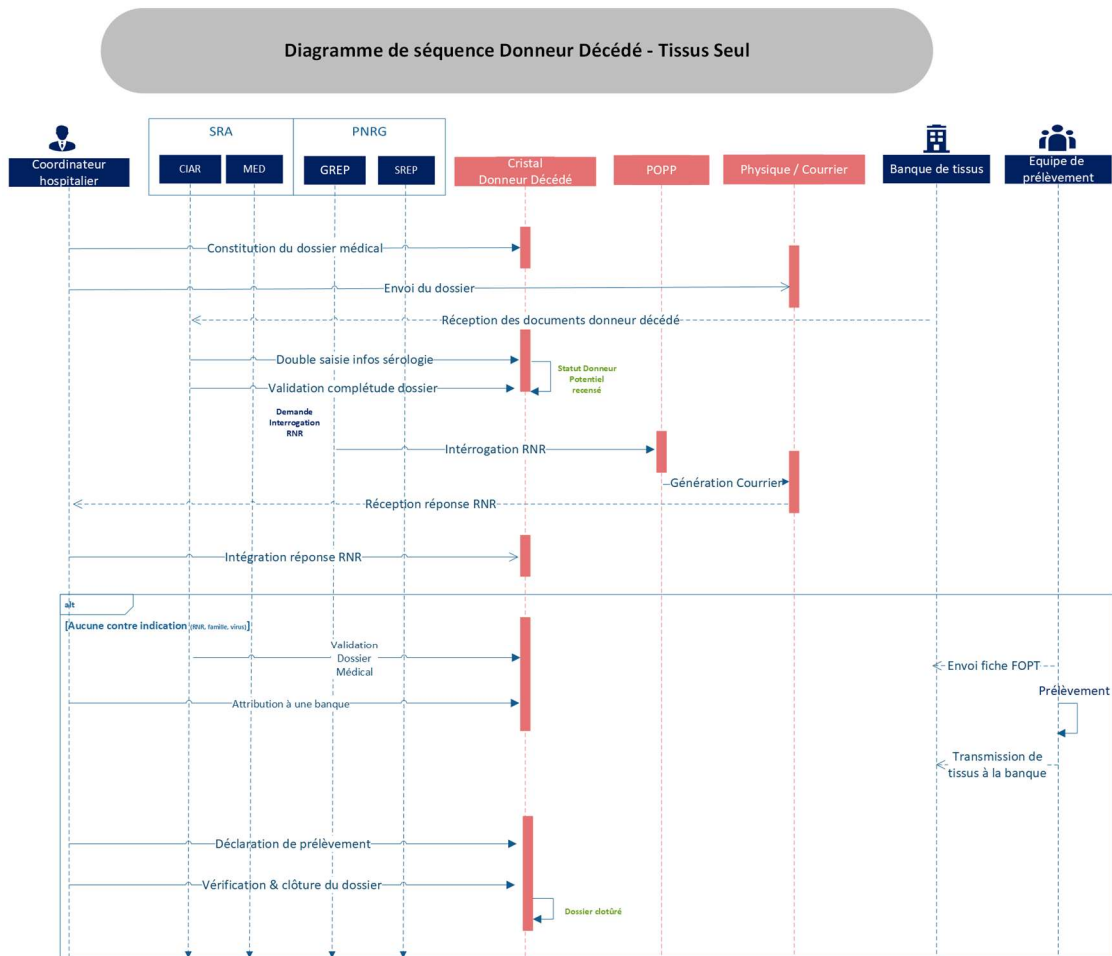 Diagramme de séquence Donneur Décédé - Tissus Seul
SRA
PNRG
Coordinateur
hospitalier
CIAR
MED
GREP
SREP
Cristal
Donneur Décédé
POPP
Physique / Courrier
Banque de tissus
Equipe de
prélèvement
Constitution du dossier médical
Envoi du dossier
Réception des documents donneur décédé
Double saisie infos sérologie
Statut Donneur
Potentiel
recensé
Validation complétude dossier
Demande
Interrogation
RNR
Intérrogation RNR
Génération Courrier
Réception réponse RNR
Intégration réponse RNR
alt
[Aucune contre indication (RNR, famille, virus)]
Validation
Dossier
Médical
Envoi fiche FOPT
Prélèvement
Attribution à une banque
Transmission de
tissus à la banque
Déclaration de prélèvement
Vérification & clôture du dossier
Dossier clotûré